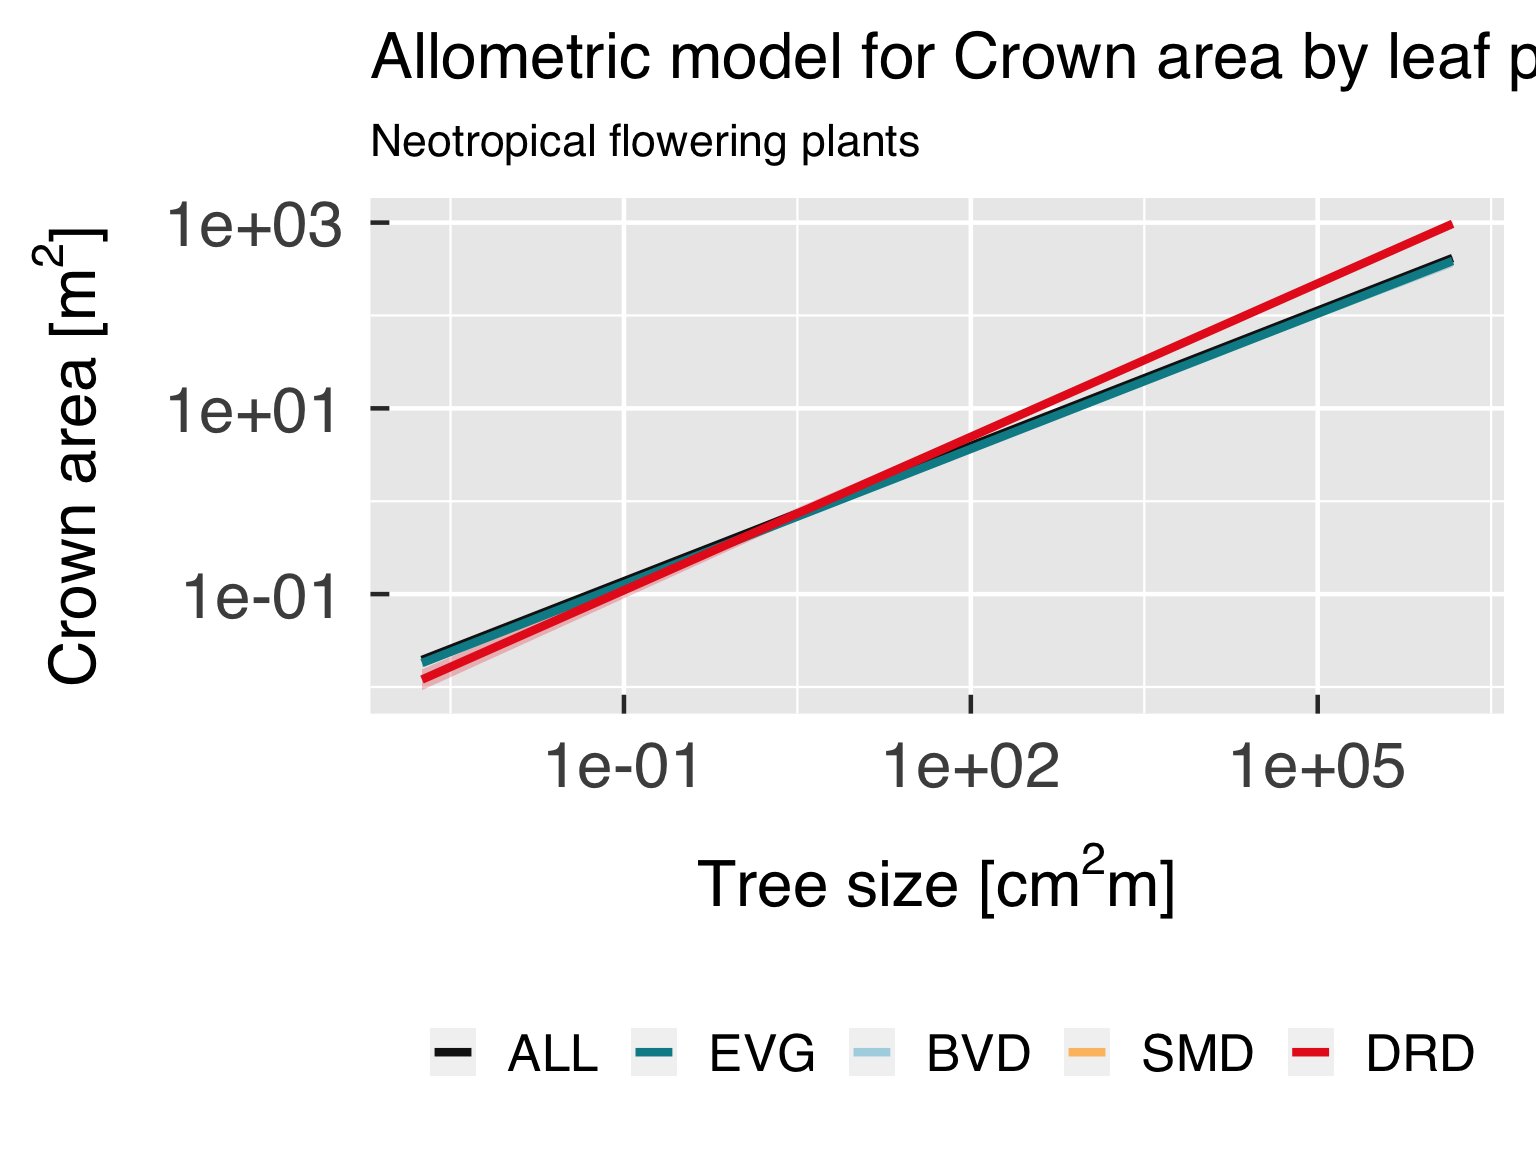 Allometric model for Crown area by leaf p
Neotropical flowering plants
Crown area [m²]
1e+03
1e+01
1e-01
1e-01 1e+02 1e+05
Tree size [cm²m]
ALL EVG BVD SMD DRD